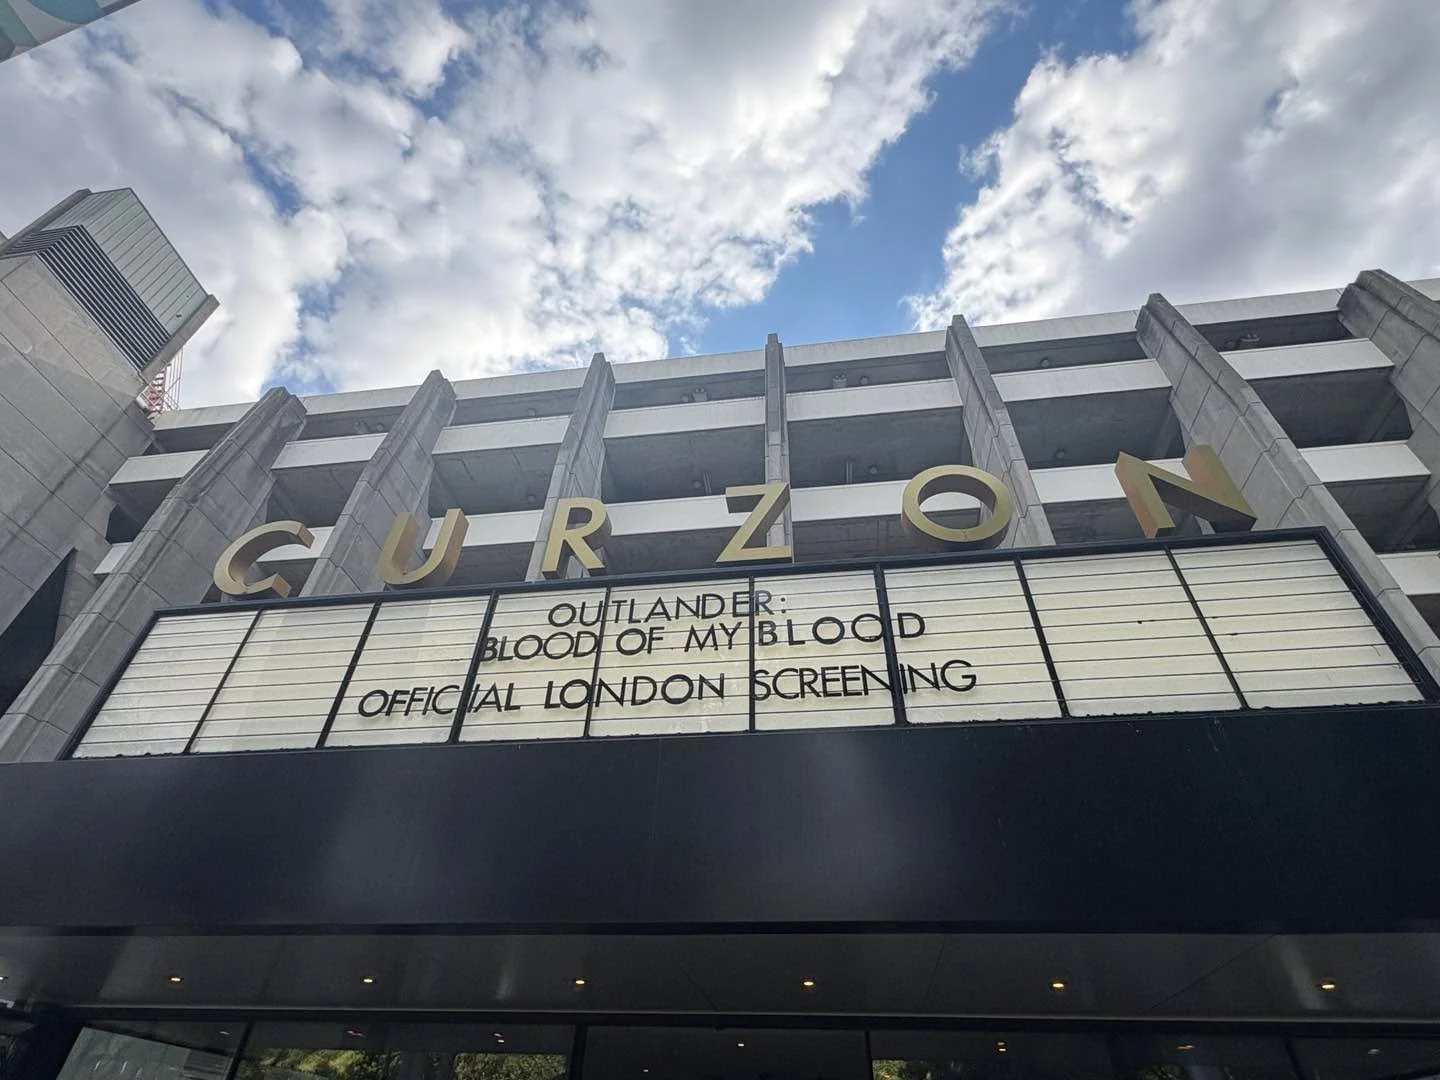 CURZON
OUTLANDER:
BLOOD OF MY BLOOD
OFFICIAL LONDON SCREENING